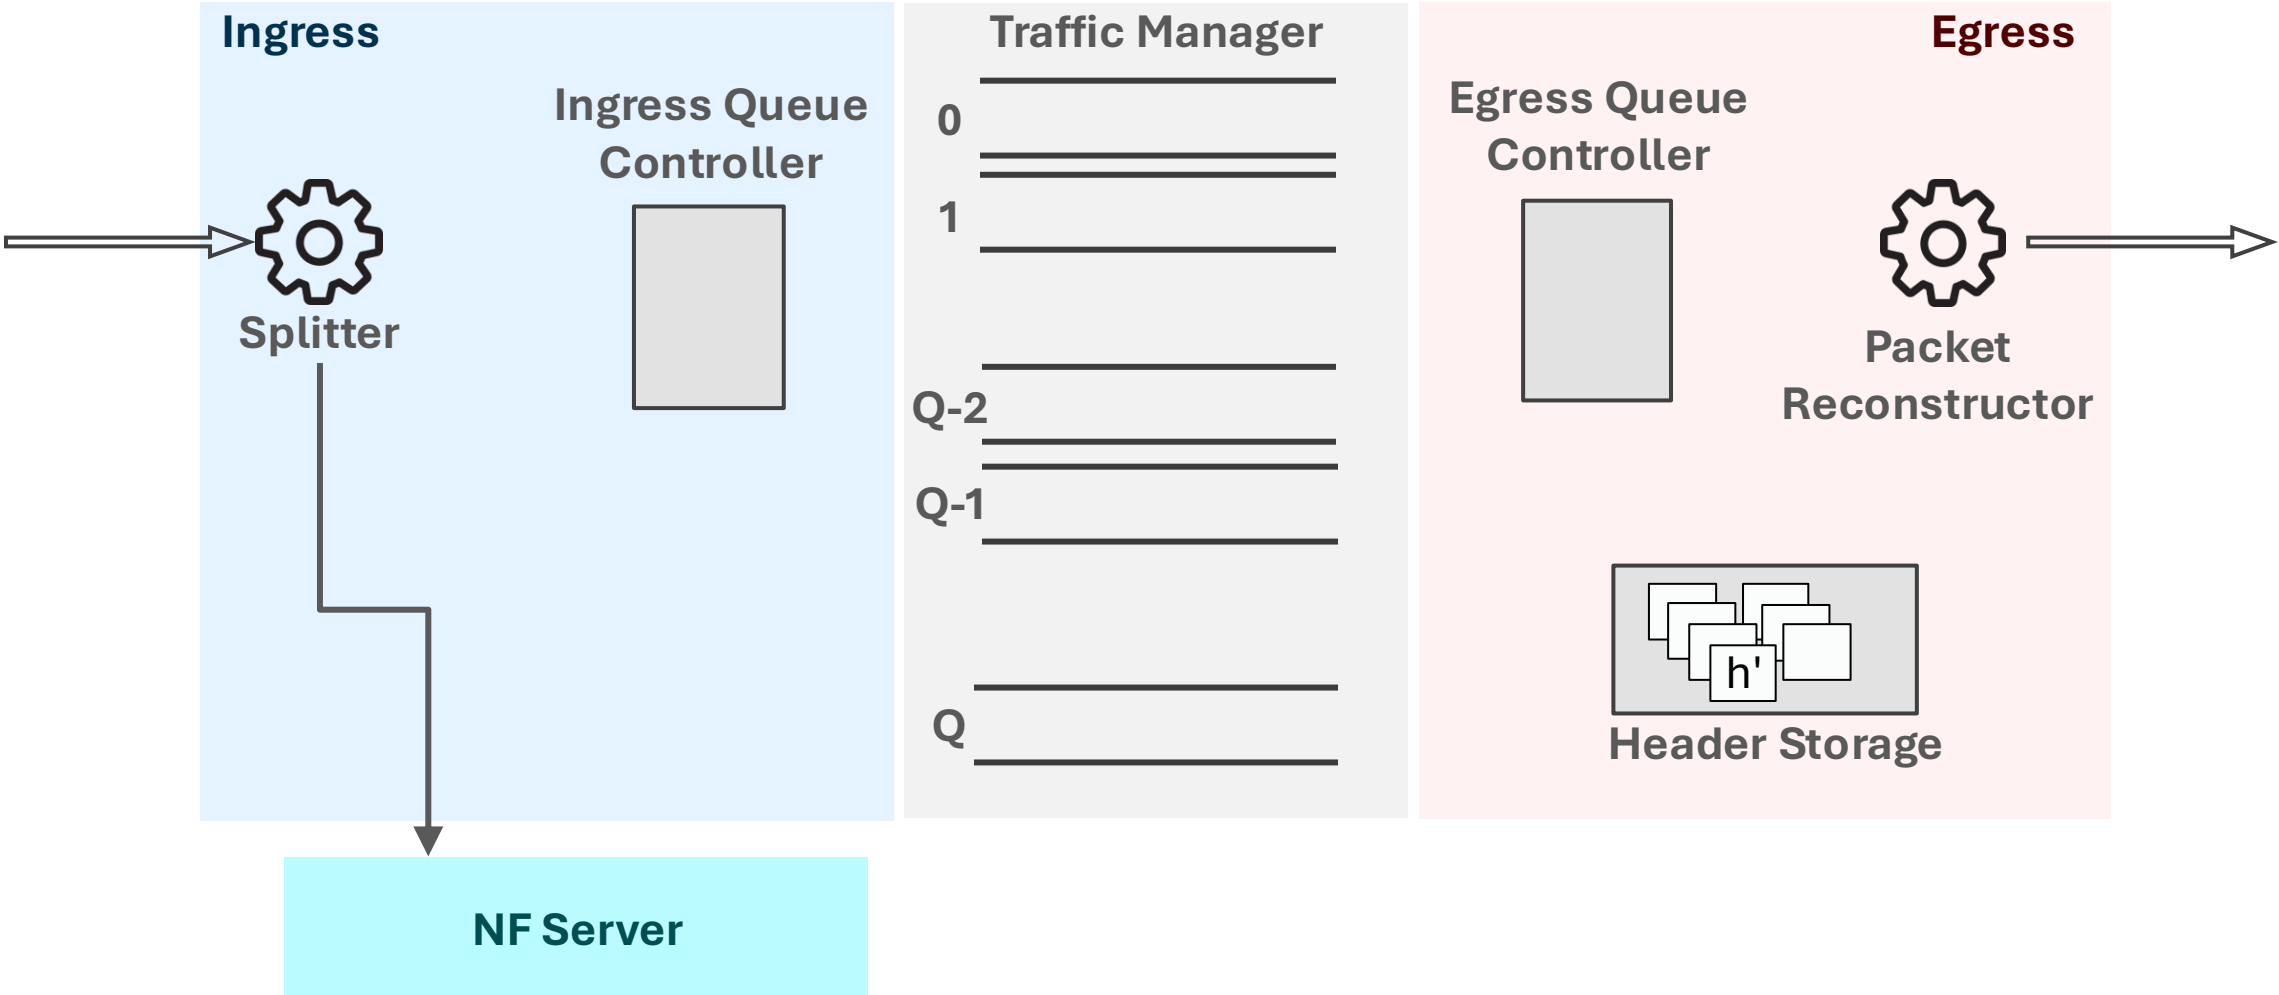 Ingress
Traffic Manager
Egress
Ingress Queue
Controller
0
Egress Queue
Controller
1
Splitter
Packet
Reconstructor
Q-2
Q-1
h'
Q
Header Storage
NF Server